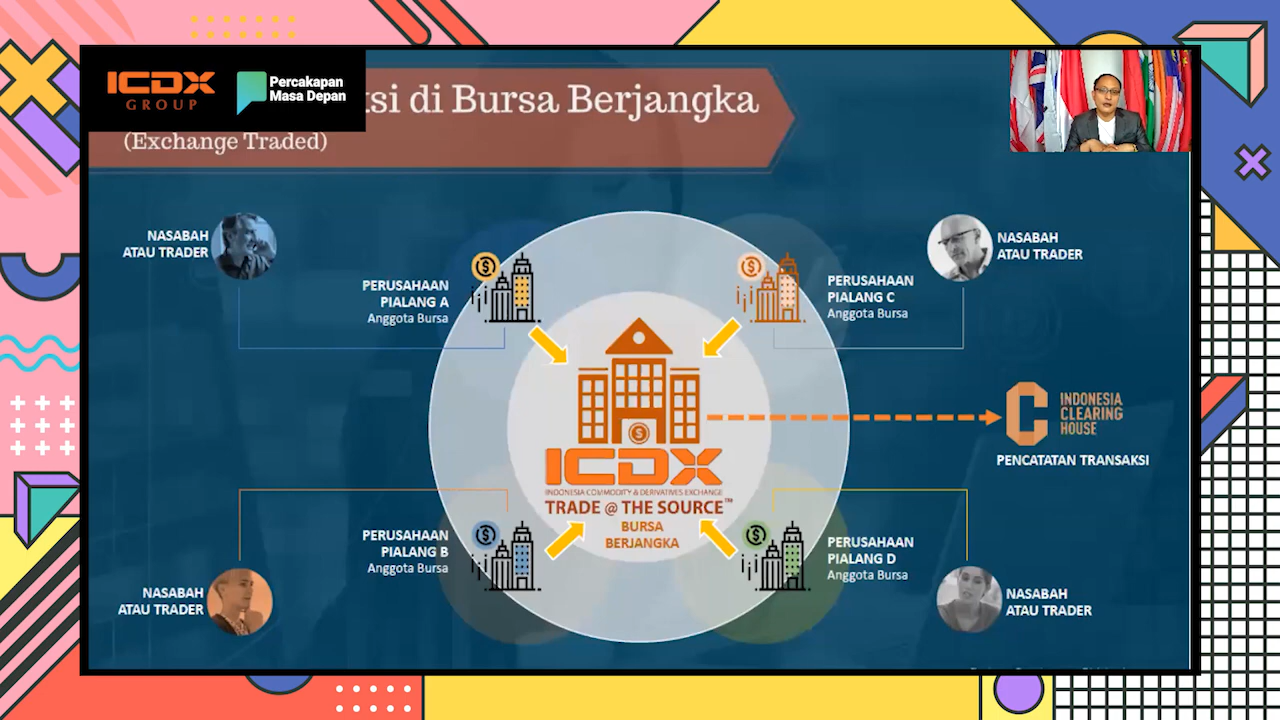 ICDX
GROUP
Percakapan
Masa Depan
si di Bursa Berjangka
(Exchange Traded)
NASABAH
ATAU TRADER
PERUSAHAAN
PIALANG A
Anggota Bursa
PERUSAHAAN
PIALANG C
Anggota Bursa
NASABAH
ATAU TRADER
ICDX
INDONESIA COMMODITY & DERIVATIVES EXCHANGE
TRADE @ THE SOURCE™
BURSA
BERJANGKA
INDONESIA
CLEARING
HOUSE
PENCATATAN TRANSAKSI
PERUSAHAAN
PIALANG B
Anggota Bursa
PERUSAHAAN
PIALANG D
Anggota Bursa
NASABAH
ATAU TRADER
NASABAH
ATAU TRADER